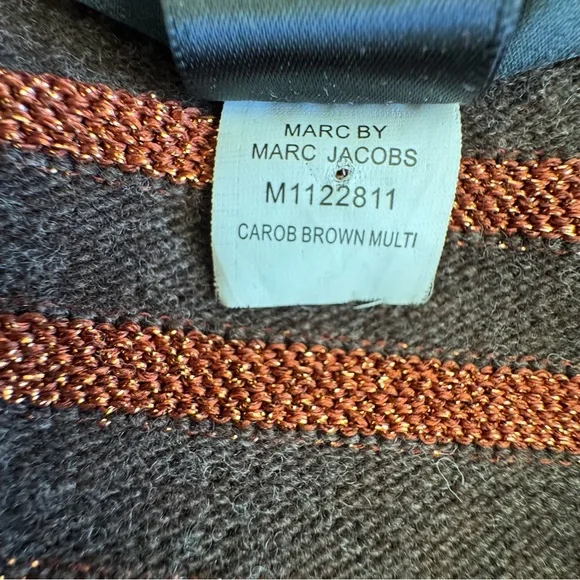 MARC BY
MARC JACOBS
M1122811
CAROB BROWN MULTI